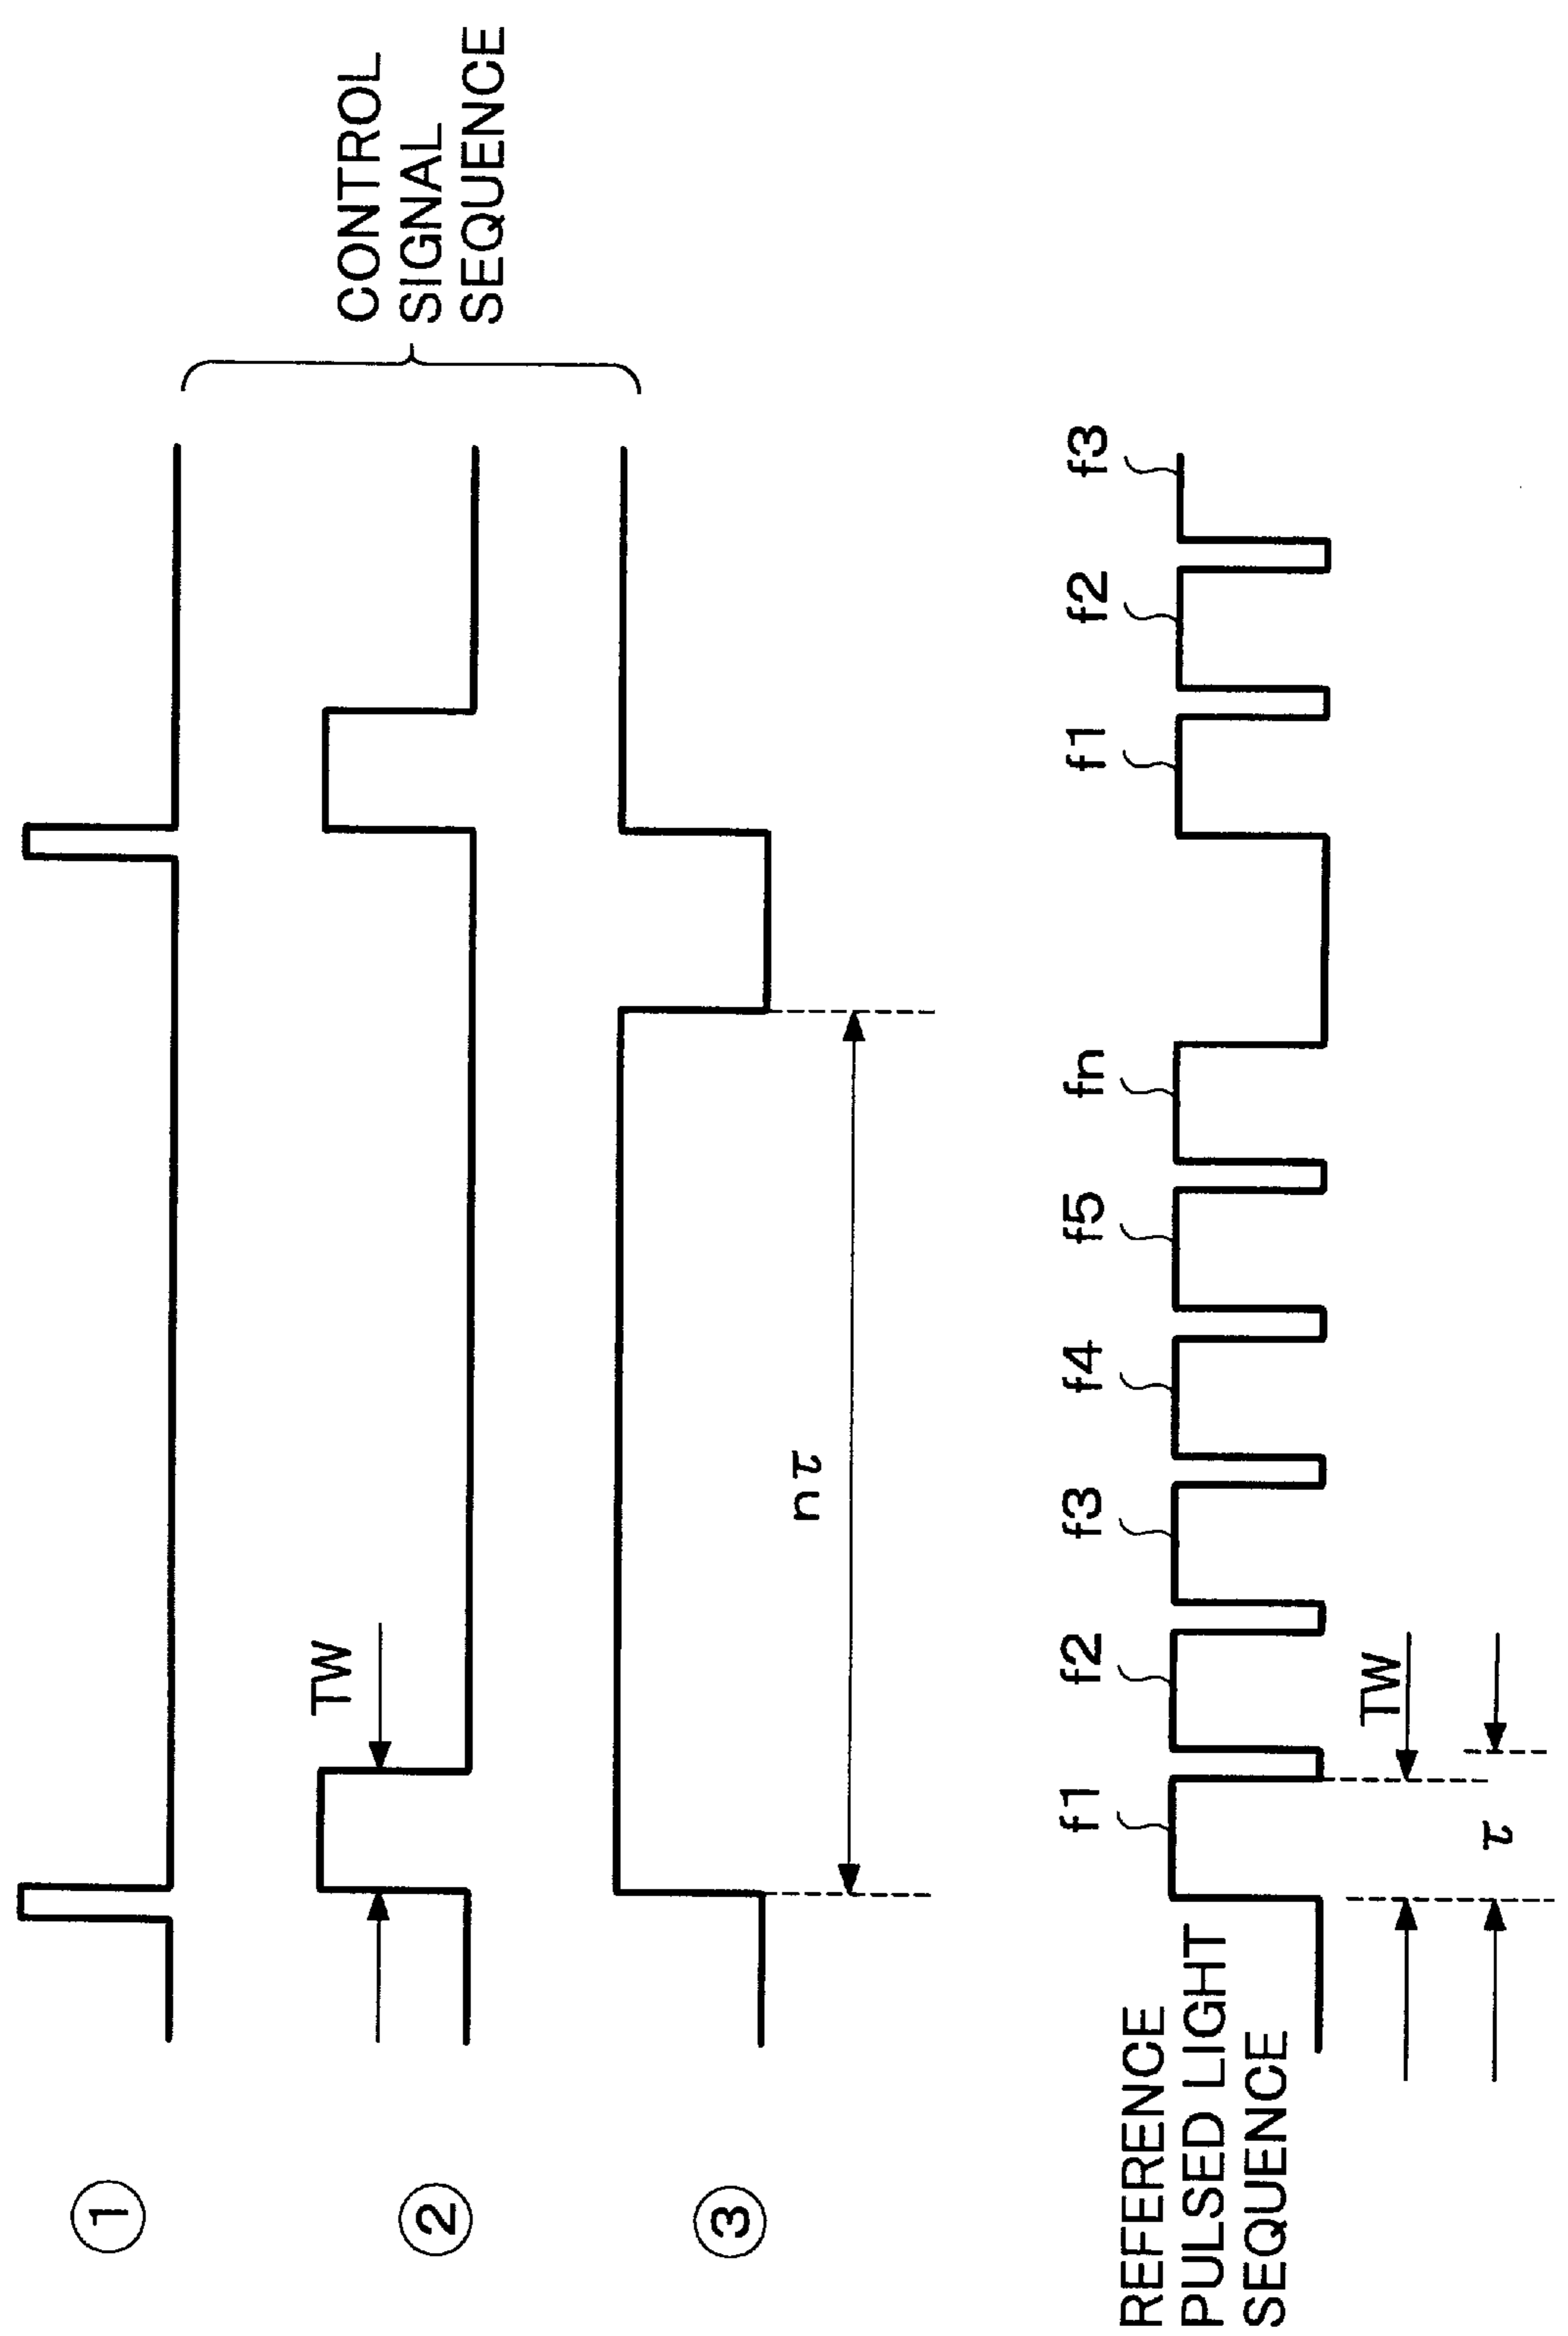 ①
CONTROL
SIGNAL
SEQUENCE
②
TW
③
nτ
REFERENCE
PULSED LIGHT
SEQUENCE
f1
f2
f3
f4
f5
fn
f1
f2
f3
TW
τ